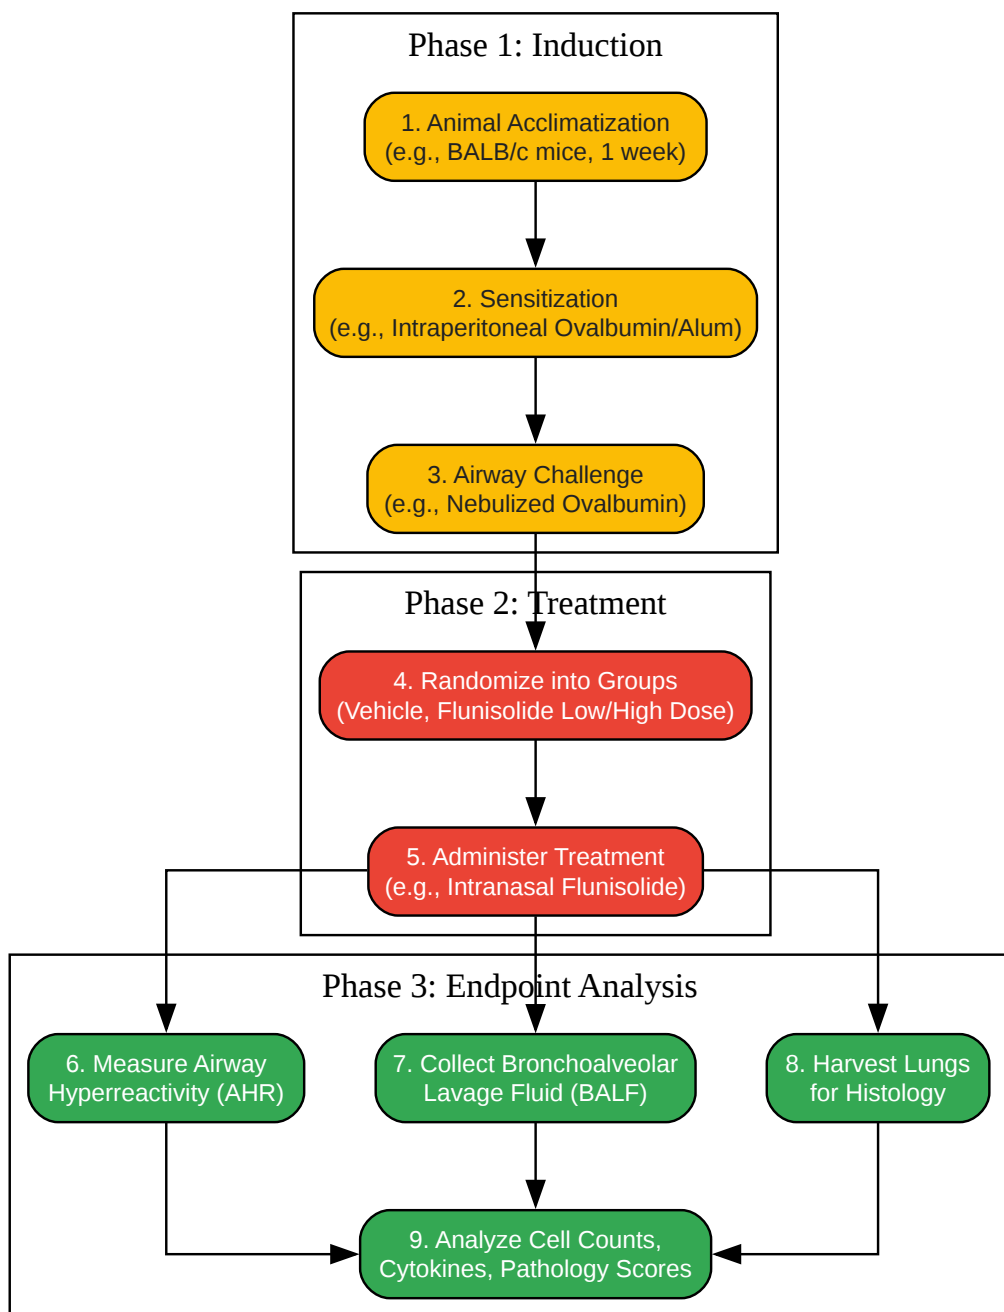 Phase 1: Induction
1. Animal Acclimatization
(e.g., BALB/c mice, 1 week)
2. Sensitization
(e.g., Intraperitoneal Ovalbumin/Alum)
3. Airway Challenge
(e.g., Nebulized Ovalbumin)
Phase 2: Treatment
4. Randomize into Groups
(Vehicle, Flunisolide Low/High Dose)
5. Administer Treatment
(e.g., Intranasal Flunisolide)
Phase 3: Endpoint Analysis
6. Measure Airway
Hyperreactivity (AHR)
7. Collect Bronchoalveolar
Lavage Fluid (BALF)
8. Harvest Lungs
for Histology
9. Analyze Cell Counts,
Cytokines, Pathology Scores